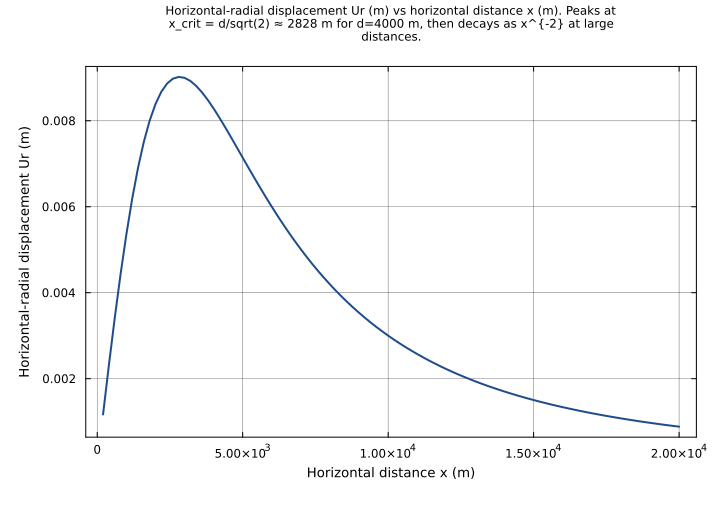 Horizontal-radial displacement Ur (m) vs horizontal distance x (m). Peaks at
x_crit = d/sqrt(2) ≈ 2828 m for d=4000 m, then decays as x^{-2} at large
distances.
Horizontal-radial displacement Ur (m)
0.008
0.006
0.004
0.002
0
5.00×10³
1.00×10⁴
1.50×10⁴
2.00×10⁴
Horizontal distance x (m)